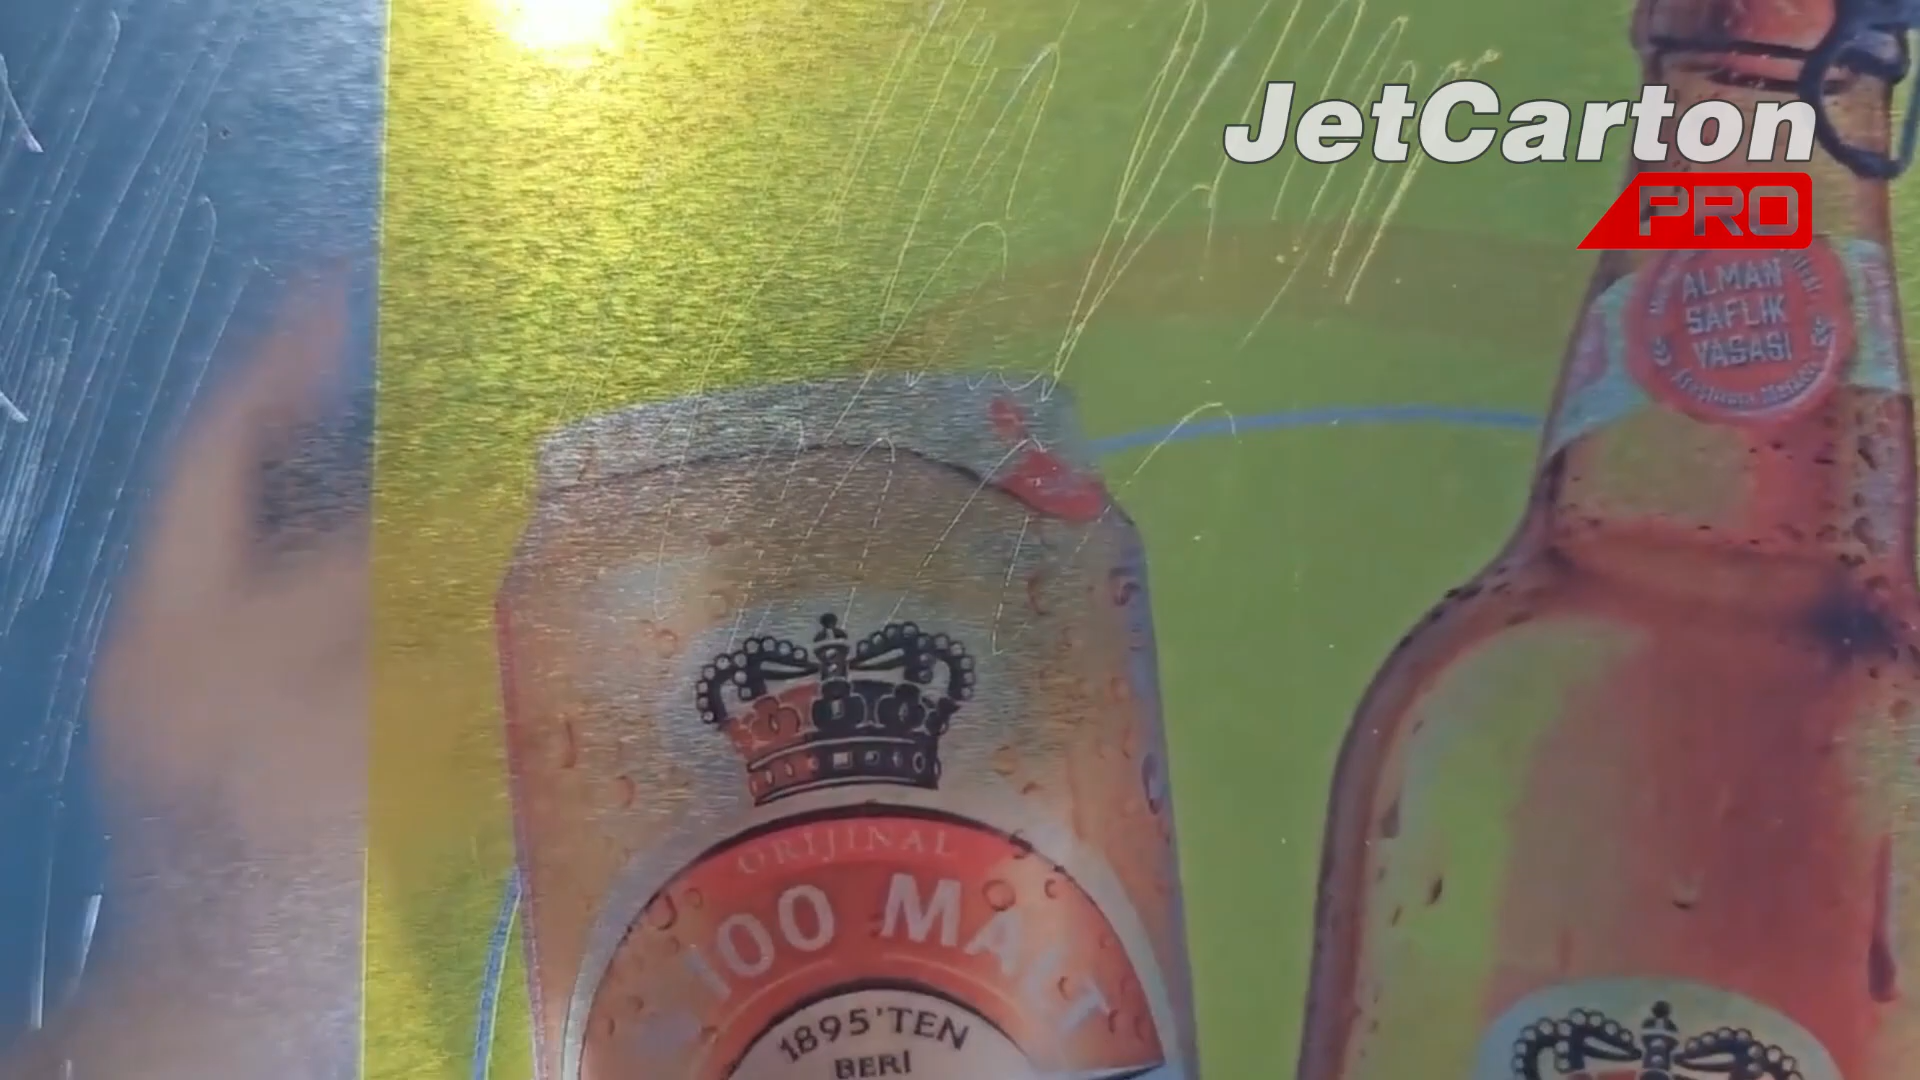 JetCarton
PRO
ALMAN
SAFLIK
YASASI
ORİJİNAL
100 MALT
1895'TEN
BERİ